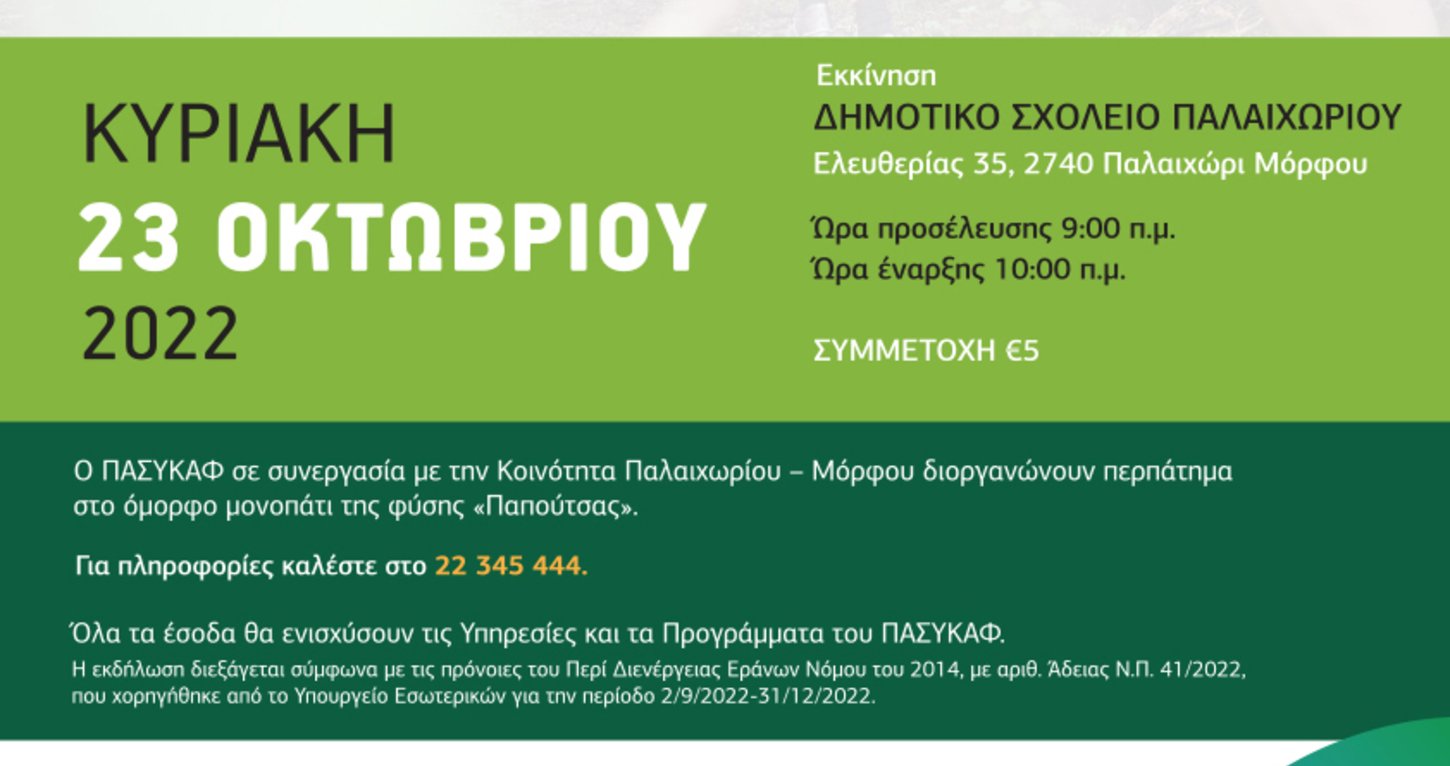 ΚΥΡΙΑΚΗ
23 ΟΚΤΩΒΡΙΟΥ
2022
Εκκίνηση
ΔΗΜΟΤΙΚΟ ΣΧΟΛΕΙΟ ΠΑΛΑΙΧΩΡΙΟΥ
Ελευθερίας 35, 2740 Παλαιχώρι Μόρφου
Ώρα προσέλευσης 9:00 π.μ.
Ώρα έναρξης 10:00 π.μ.
ΣΥΜΜΕΤΟΧΗ €5
Ο ΠΑΣΥΚΑΦ σε συνεργασία με την Κοινότητα Παλαιχωρίου – Μόρφου διοργανώνουν περπάτημα
στο όμορφο μονοπάτι της φύσης «Παπούτσας».
Για πληροφορίες καλέστε στο 22 345 444.
Όλα τα έσοδα θα ενισχύσουν τις Υπηρεσίες και τα Προγράμματα του ΠΑΣΥΚΑΦ.
Η εκδήλωση διεξάγεται σύμφωνα με τις πρόνοιες του Περί Διενέργειας Εράνων Νόμου του 2014, με αριθ. Άδειας Ν.Π. 41/2022,
που χορηγήθηκε από το Υπουργείο Εσωτερικών για την περίοδο 2/9/2022-31/12/2022.